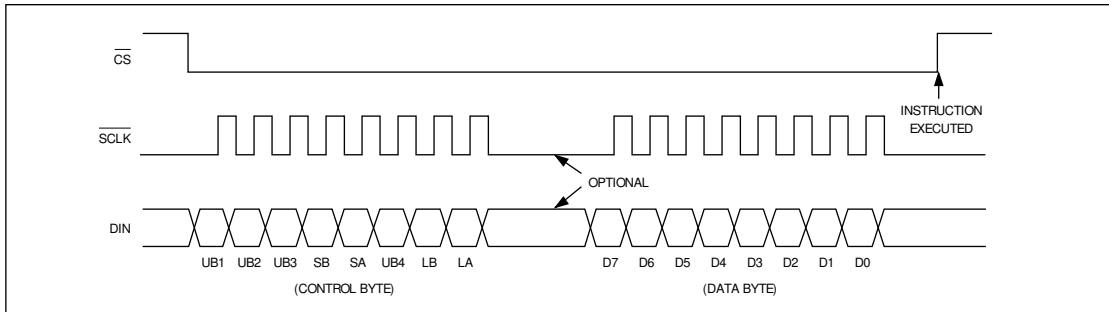 CS
INSTRUCTION
EXECUTED
SCLK
OPTIONAL
DIN
UB1 UB2 UB3 SB SA UB4 LB LA D7 D6 D5 D4 D3 D2 D1 D0
(CONTROL BYTE) (DATA BYTE)